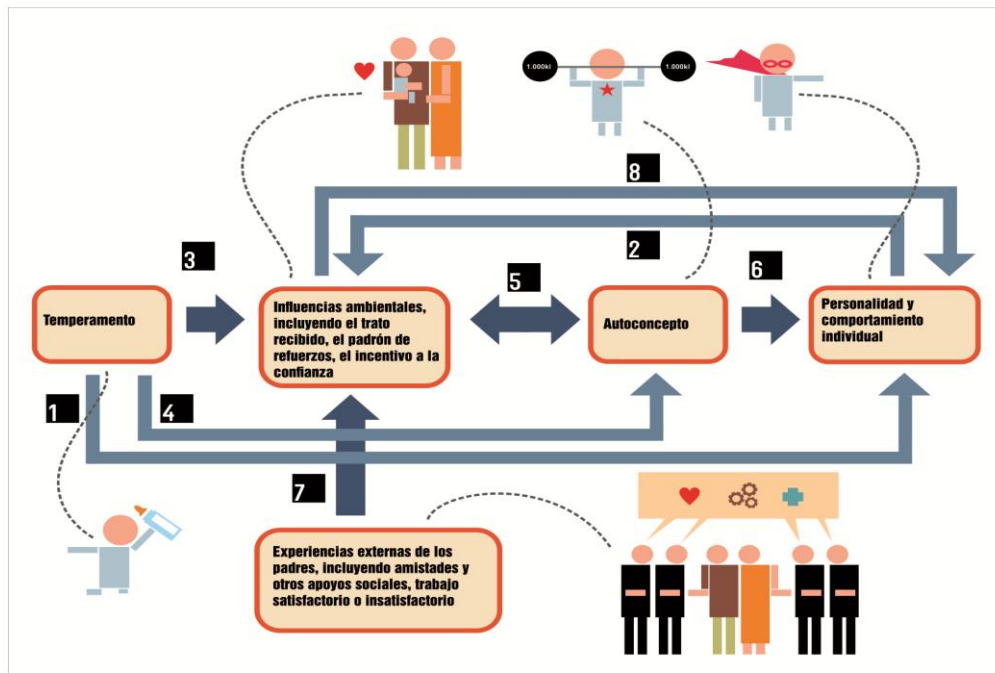 1.000kl
1.000kl
8
3
5
2
6
Temperamento
Influencias ambientales,
incluyendo el trato
recibido, el padrón de
refuerzos, el incentivo a la
confianza
Autoconcepto
Personalidad y
comportamiento
individual
1
4
7
Experiencias externas de los
padres, incluyendo amistades y
otros apoyos sociales, trabajo
satisfactorio o insatisfactorio